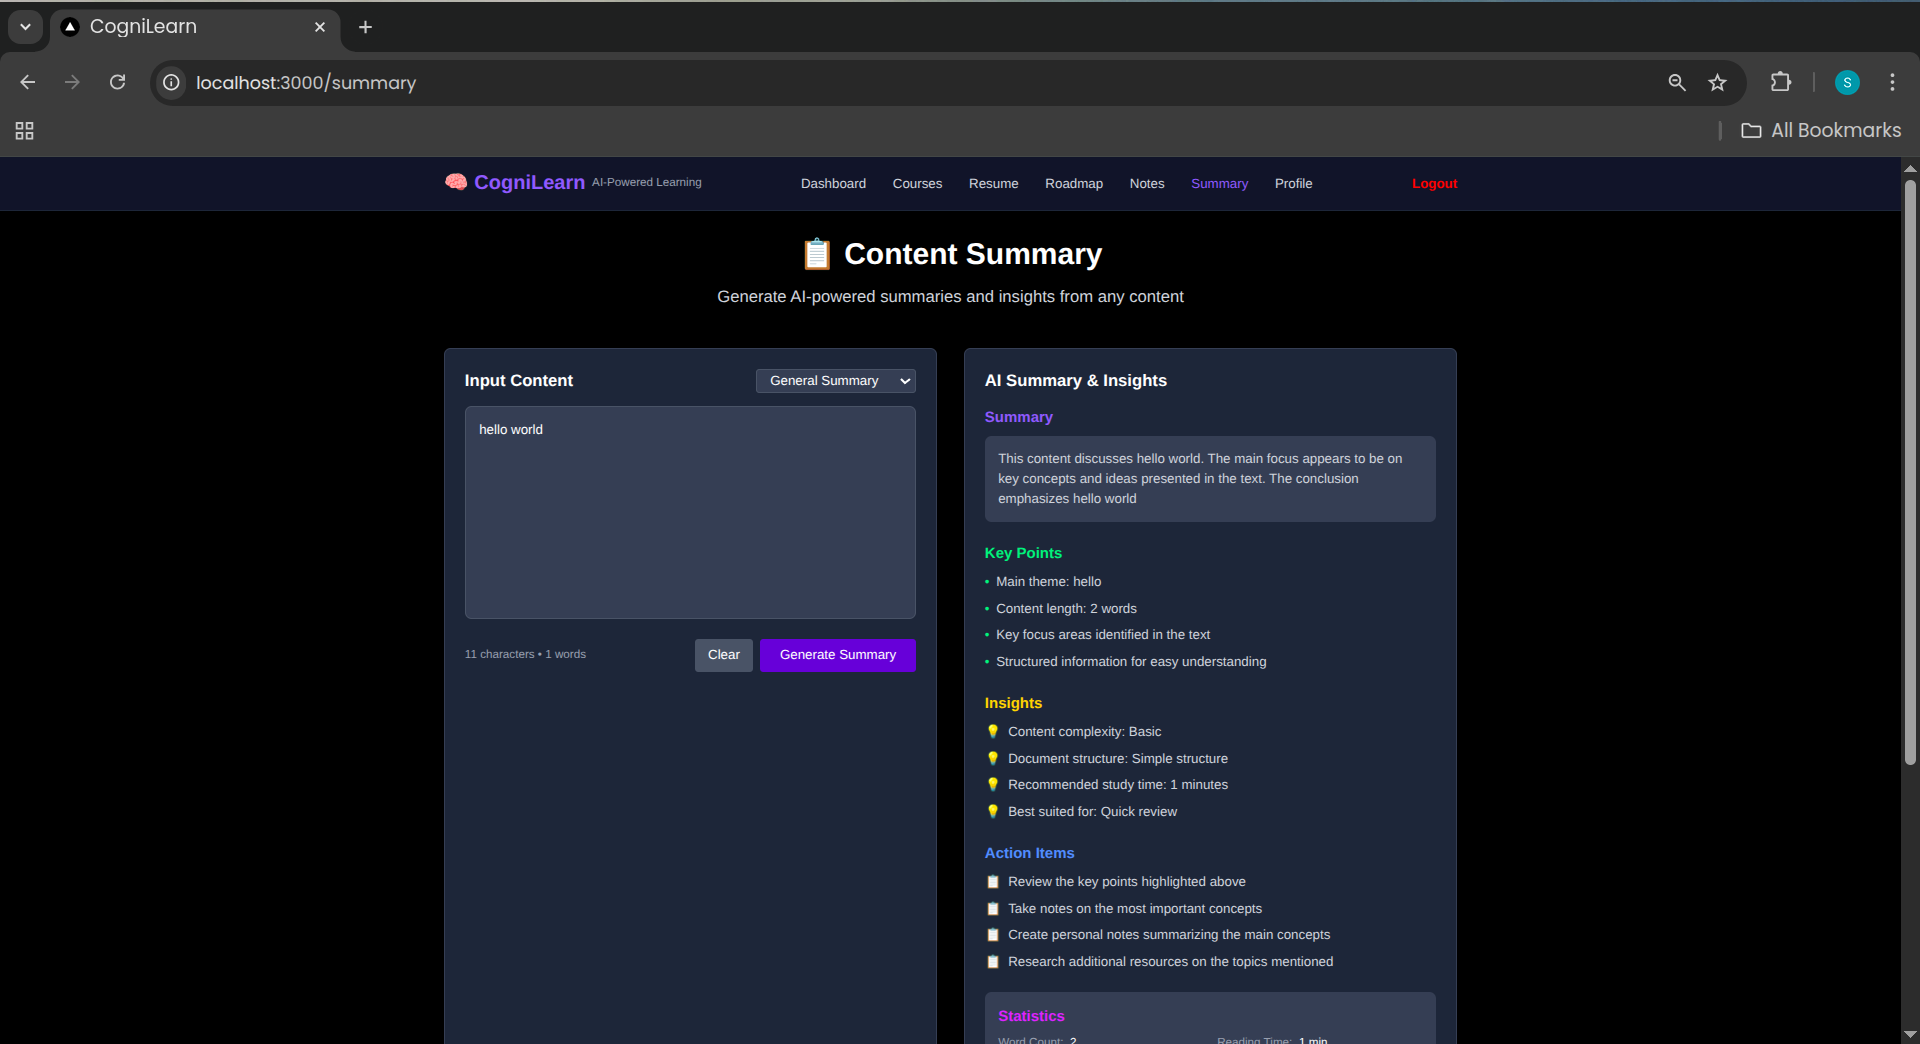 CogniLearn
localhost:3000/summary
S
All Bookmarks
CogniLearn AI-Powered Learning Dashboard Courses Resume Roadmap Notes Summary Profile Logout
Content Summary
Generate AI-powered summaries and insights from any content
Input Content
General Summary
hello world
11 characters • 1 words
Clear
Generate Summary
AI Summary & Insights
Summary
This content discusses hello world. The main focus appears to be on
key concepts and ideas presented in the text. The conclusion
emphasizes hello world
Key Points
• Main theme: hello
• Content length: 2 words
• Key focus areas identified in the text
• Structured information for easy understanding
Insights
Content complexity: Basic
Document structure: Simple structure
Recommended study time: 1 minutes
Best suited for: Quick review
Action Items
Review the key points highlighted above
Take notes on the most important concepts
Create personal notes summarizing the main concepts
Research additional resources on the topics mentioned
Statistics
Word Count: 2 Reading Time: 1 min